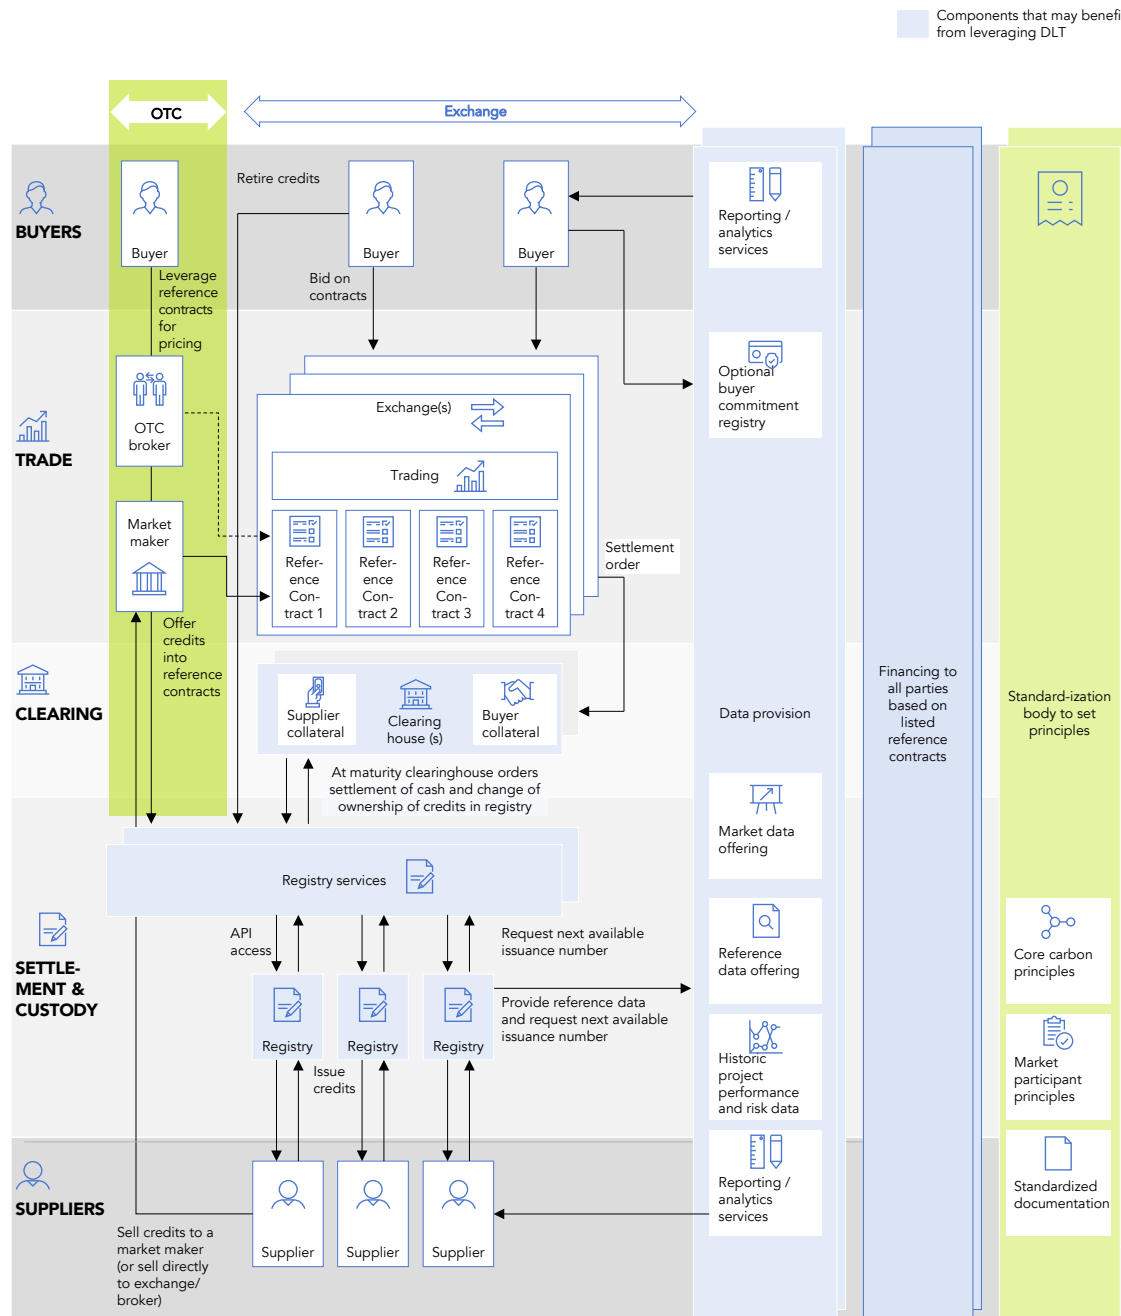 Components that may benefi
from leveraging DLT
OTC
Exchange
BUYERS
Buyer
Retire credits
Buyer
Buyer
Reporting /
analytics
services
Leverage
reference
contracts
for
pricing
Bid on
contracts
TRADE
OTC
broker
Market
maker
Exchange(s)
Trading
Refer-
ence
Con-
tract 1
Refer-
ence
Con-
tract 2
Refer-
ence
Con-
tract 3
Refer-
ence
Con-
tract 4
Settlement
order
Optional
buyer
commitment
registry
Offer
credits
into
reference
contracts
CLEARING
Supplier
collateral
Clearing
house (s)
Buyer
collateral
At maturity clearinghouse orders
settlement of cash and change of
ownership of credits in registry
Data provision
Financing to
all parties
based on
listed
reference
contracts
Standard-ization
body to set
principles
Market data
offering
SETTLE-
MENT &
CUSTODY
Registry services
API
access
Request next available
issuance number
Registry
Registry
Registry
Provide reference data
and request next available
issuance number
Issue
credits
Reference
data offering
Historic
project
performance
and risk data
Core carbon
principles
Market
participant
principles
SUPPLIERS
Supplier
Supplier
Supplier
Sell credits to a
market maker
(or sell directly
to exchange/
broker)
Reporting /
analytics
services
Standardized
documentation